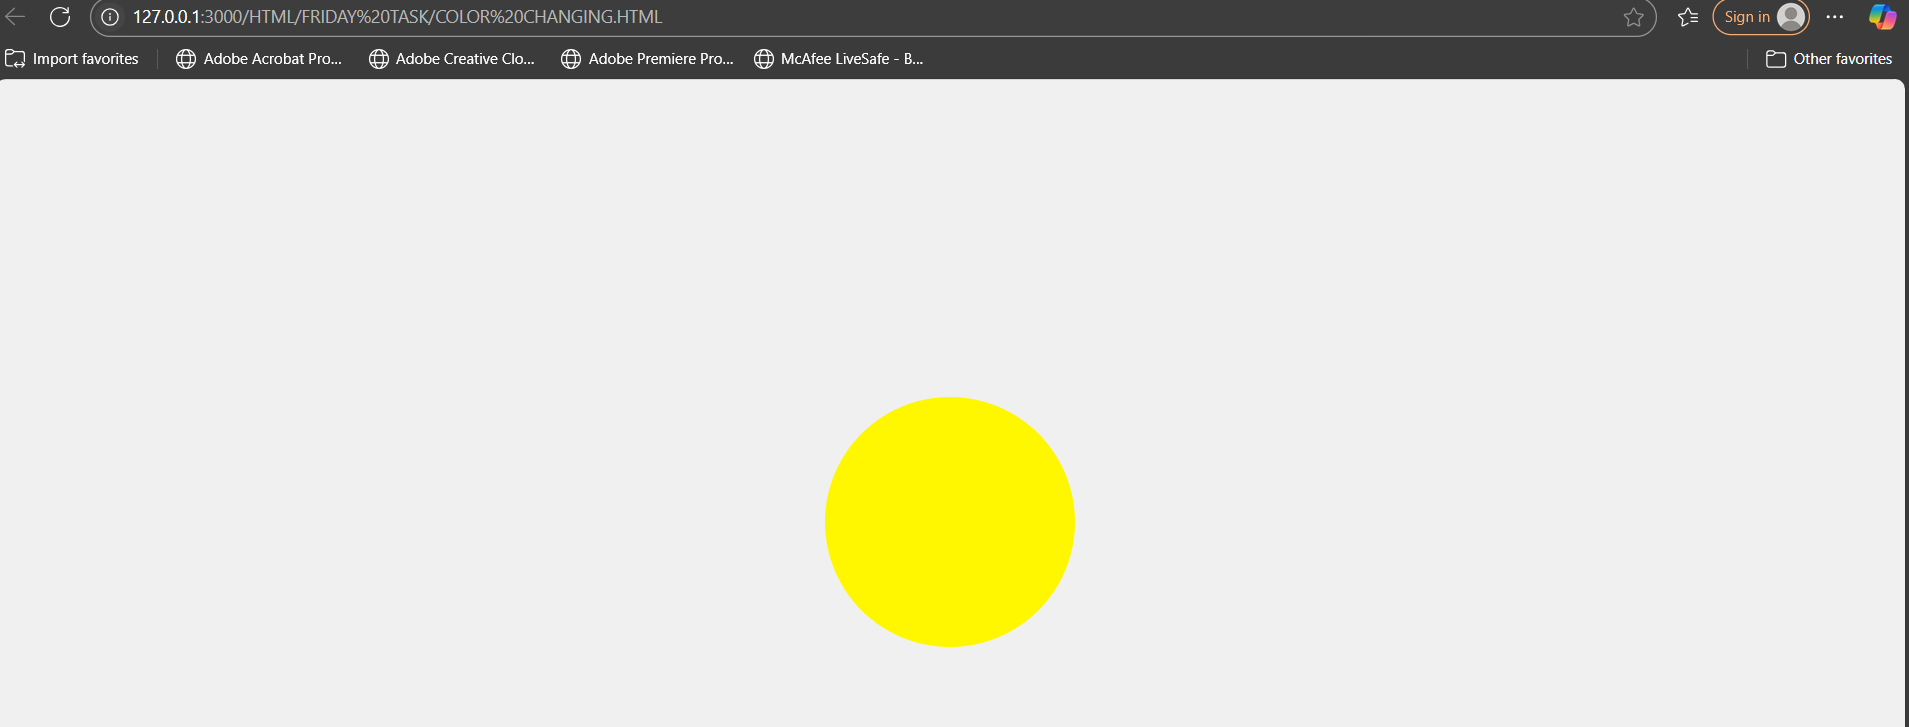 127.0.0.1:3000/HTML/FRIDAY%20TASK/COLOR%20CHANGING.HTML
Sign in
Import favorites
Adobe Acrobat Pro...
Adobe Creative Clo...
Adobe Premiere Pro...
McAfee LiveSafe - B...
Other favorites